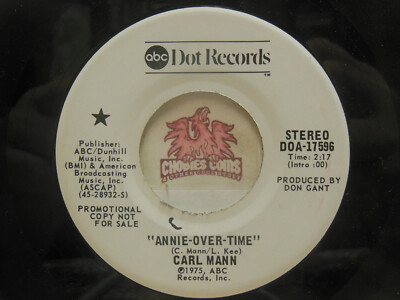 abc Dot Records
TM
Publisher:
ABC/Dunhill
Music, Inc.
(BMI) & American
Broadcasting
Music, Inc.
(ASCAP)
(45-28932-S)
PROMOTIONAL
COPY NOT
FOR SALE
STEREO
DOA-17596
Time: 2:17
(Intro :00)
PRODUCED BY
DON GANT
"ANNIE-OVER-TIME"
(C. Mann/L. Kee)
CARL MANN
℗1975, ABC
Records, Inc.